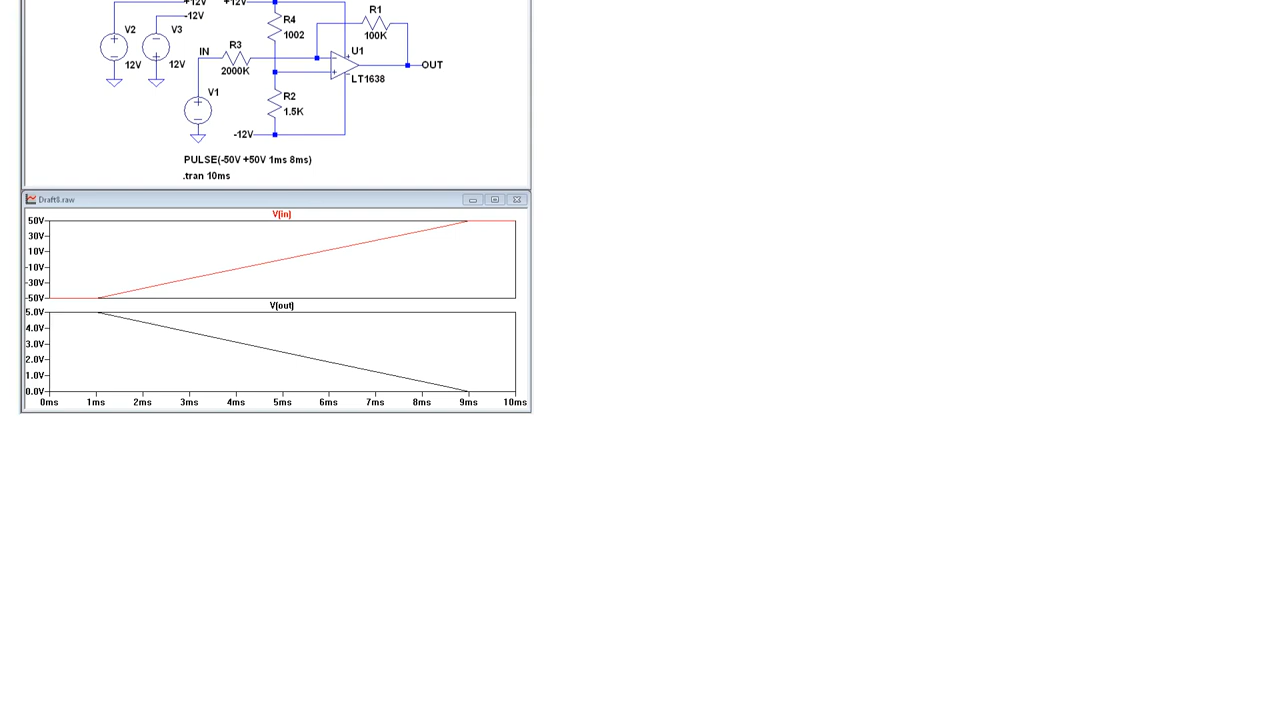 +12V +12V
-12V
R4
1002
R1
100K
V2
V3
12V
12V
IN
R3
2000K
U1
LT1638
OUT
V1
R2
1.5K
-12V
PULSE(-50V +50V 1ms 8ms)
.tran 10ms
Draft8.raw
V(in)
50V
30V
10V
-10V
-30V
-50V
V(out)
5.0V
4.0V
3.0V
2.0V
1.0V
0.0V
0ms 1ms 2ms 3ms 4ms 5ms 6ms 7ms 8ms 9ms 10ms